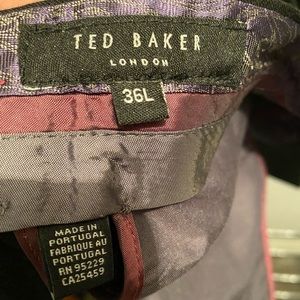 TED BAKER
LONDON
36L
MADE IN
PORTUGAL
FABRIQUE AU
PORTUGAL
RN 95229
CA25459